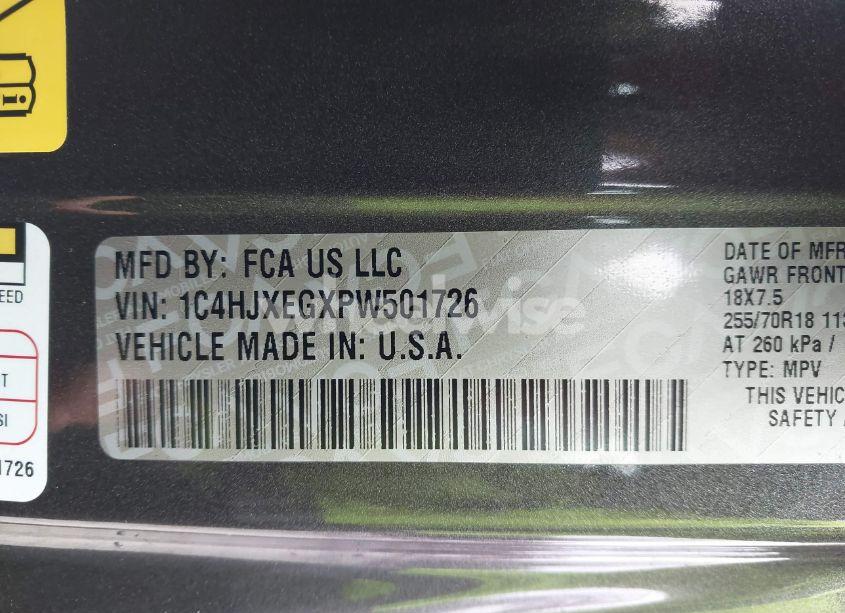 MFD BY: FCA US LLC
VIN: 1C4HJXEGXPW501726
VEHICLE MADE IN: U.S.A.
DATE OF MFR
GAWR FRONT
18X7.5
255/70R18 113
AT 260 kPa /
TYPE: MPV
THIS VEHIC
SAFETY
EED
T
SI
1726